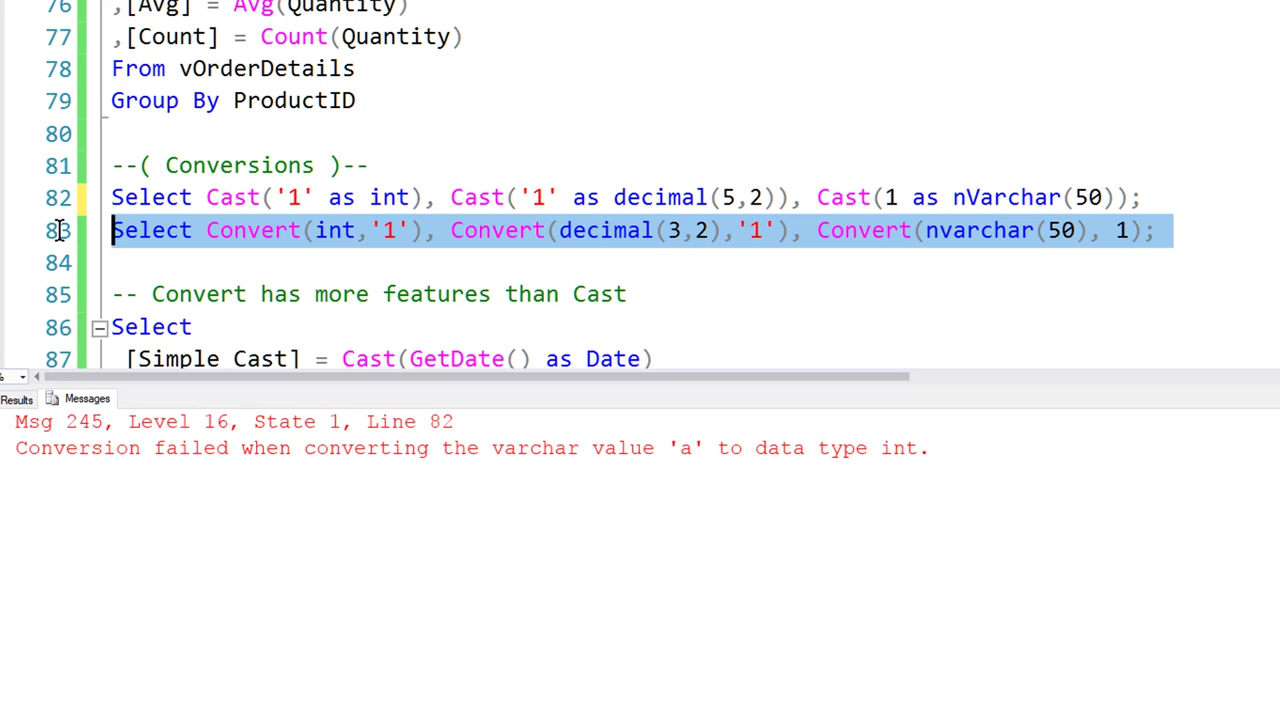 76 ,[Avg] = Avg(Quantity)
77 ,[Count] = Count(Quantity)
78 From vOrderDetails
79 Group By ProductID
80
81 --( Conversions )--
82 Select Cast('1' as int), Cast('1' as decimal(5,2)), Cast(1 as nVarchar(50));
83 Select Convert(int,'1'), Convert(decimal(3,2),'1'), Convert(nvarchar(50), 1);
84
85 -- Convert has more features than Cast
86 Select
87 [Simple Cast] = Cast(GetDate() as Date)
%
Results Messages
Msg 245, Level 16, State 1, Line 82
Conversion failed when converting the varchar value 'a' to data type int.